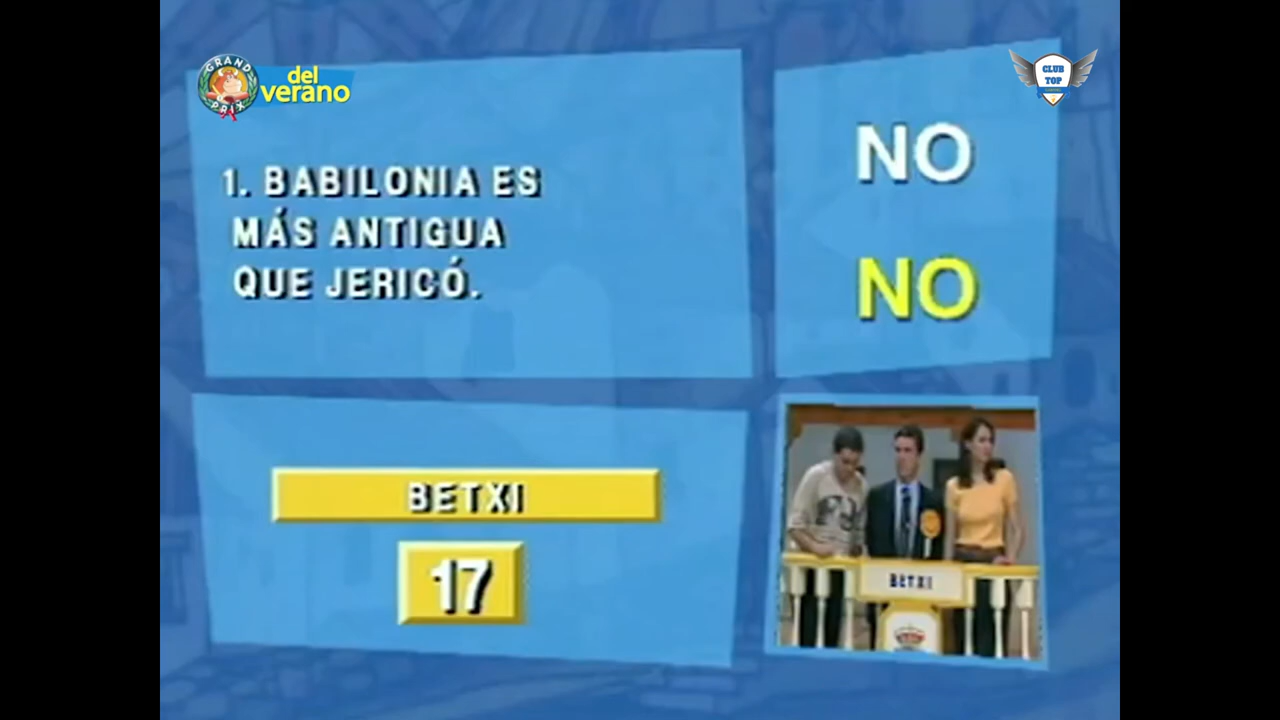 GRAND
PRIX
del
verano
CLUB
TOP
1. BABILONIA ES
MÁS ANTIGUA
QUE JERICÓ.
NO
NO
BETXI
17
BETXI